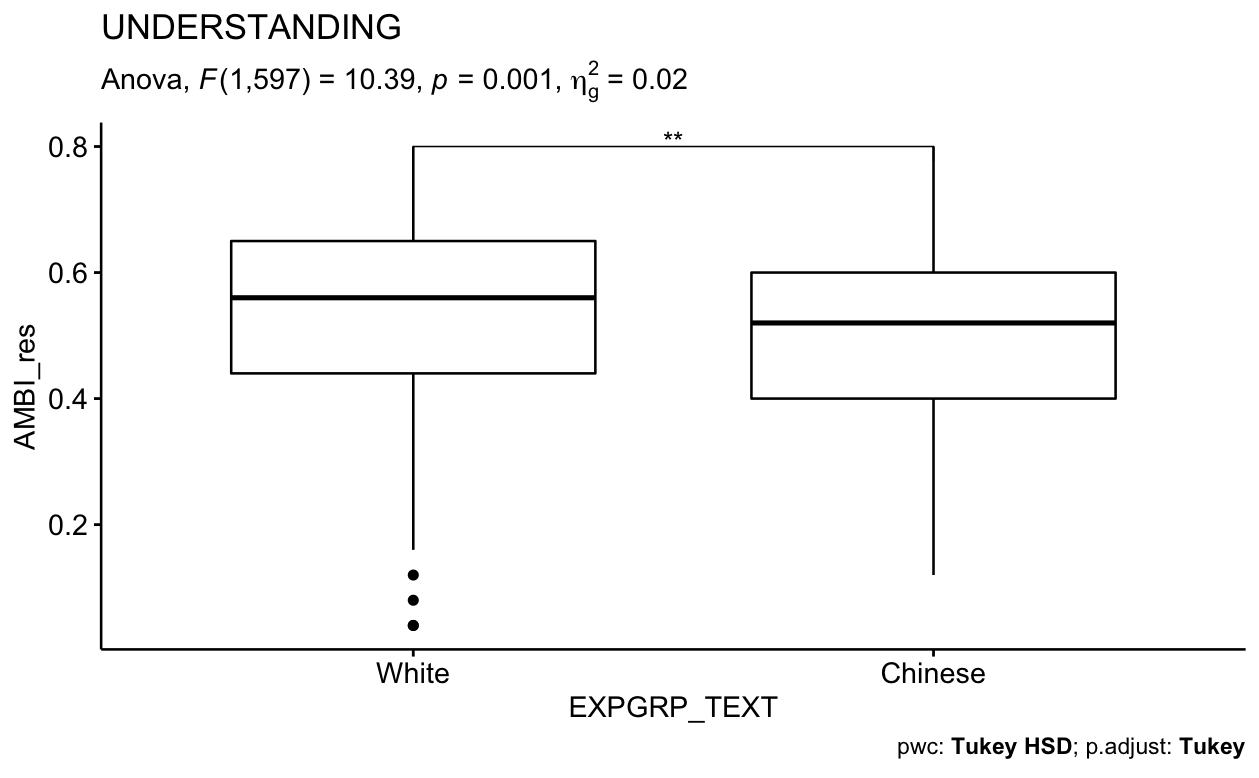 UNDERSTANDING
Anova, F(1,597) = 10.39, p = 0.001, η²g = 0.02
**
0.8
0.6
0.4
0.2
AMBI_res
White Chinese
EXPGRP_TEXT
pwc: Tukey HSD; p.adjust: Tukey